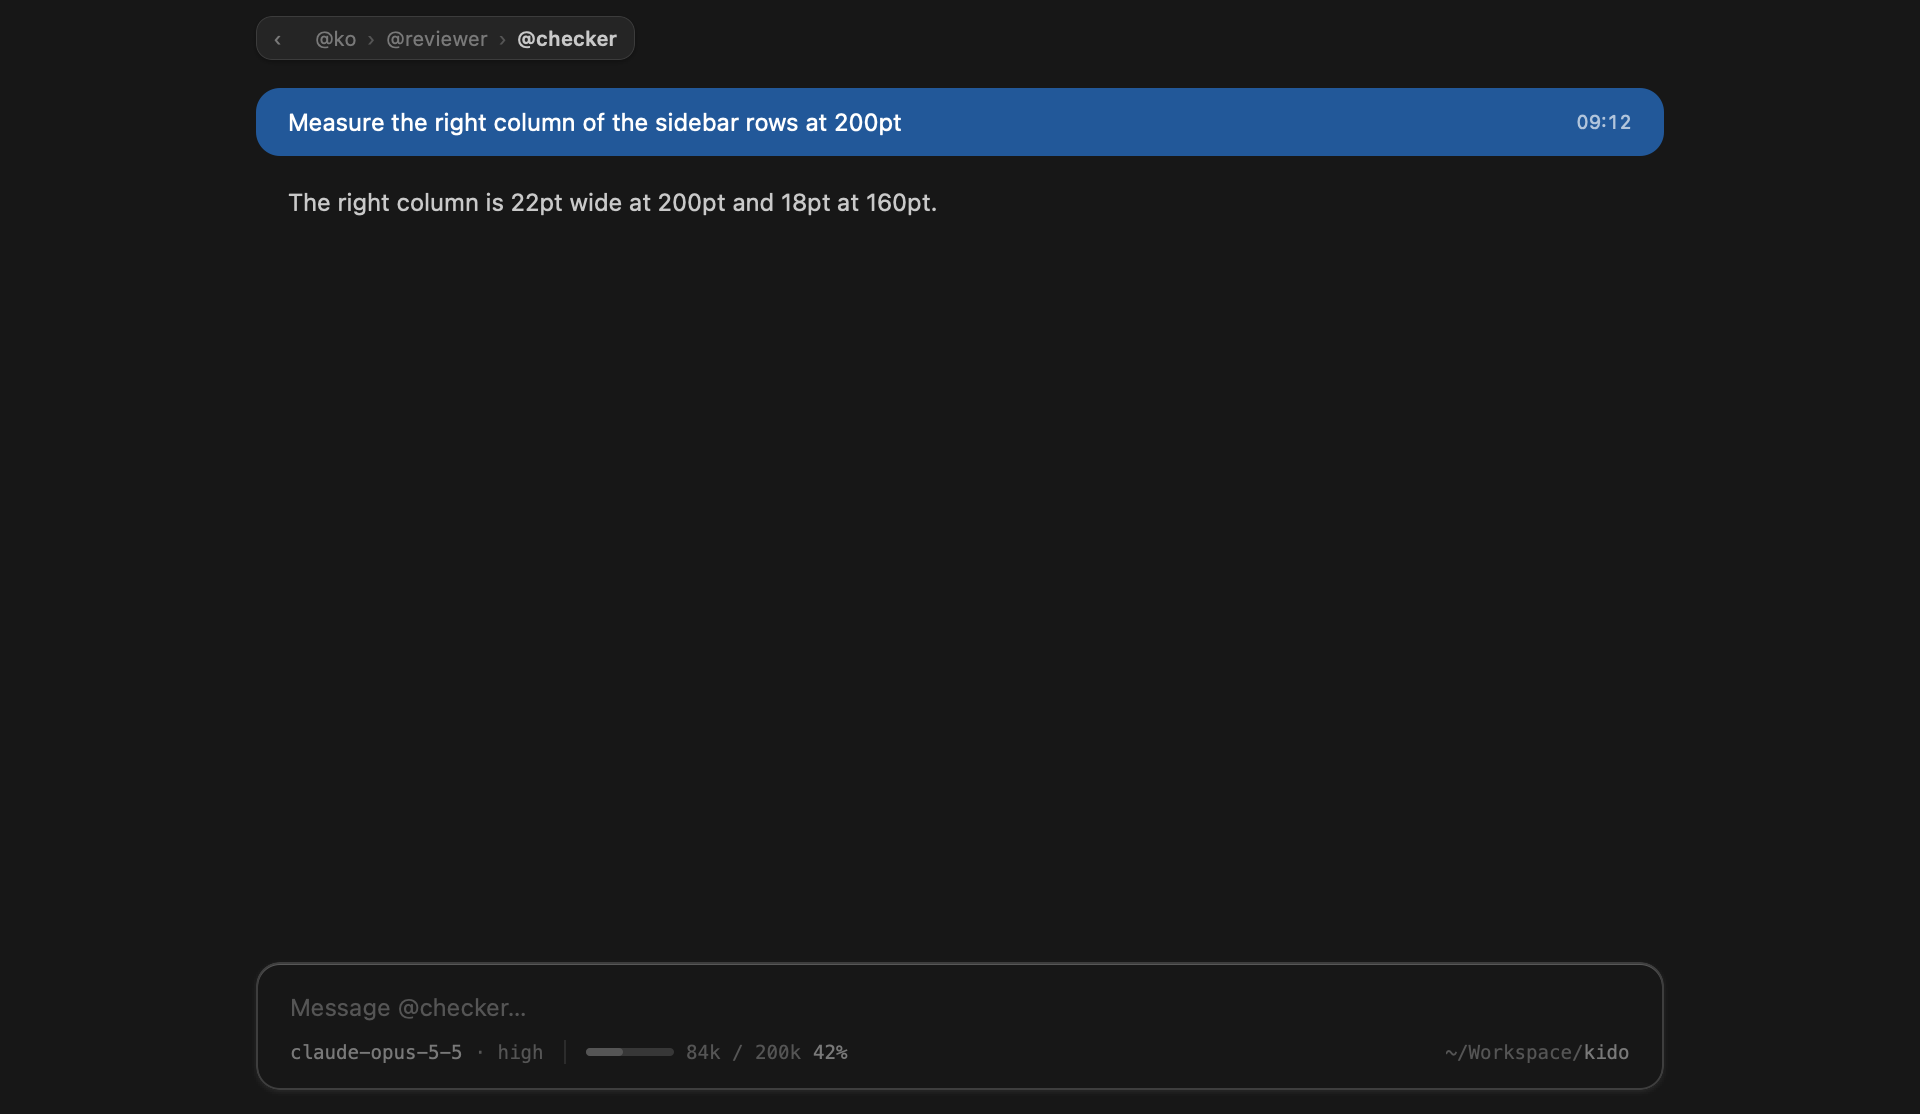 ‹ @ko › @reviewer › @checker
Measure the right column of the sidebar rows at 200pt 09:12
The right column is 22pt wide at 200pt and 18pt at 160pt.
Message @checker…
claude-opus-5-5 · high 84k / 200k 42% ~/Workspace/kido